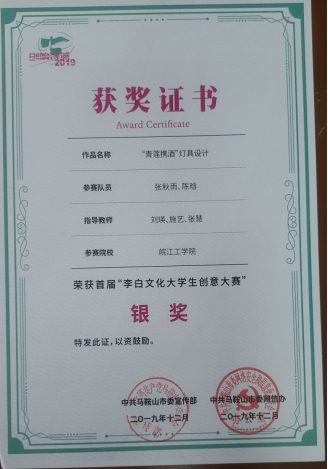 2019
获奖证书
Award Certificate
作品名称 “青莲携酒”灯具设计
参赛队员 张秋雨、陈晗
指导教师 刘瑛、施艺、张慧
参赛院校 皖江工学院
荣获首届“李白文化大学生创意大赛”
银奖
特发此证，以资鼓励。
中共马鞍山市委宣传部 中共马鞍山市委网信办
二〇一九年十二月 二〇一九年十二月